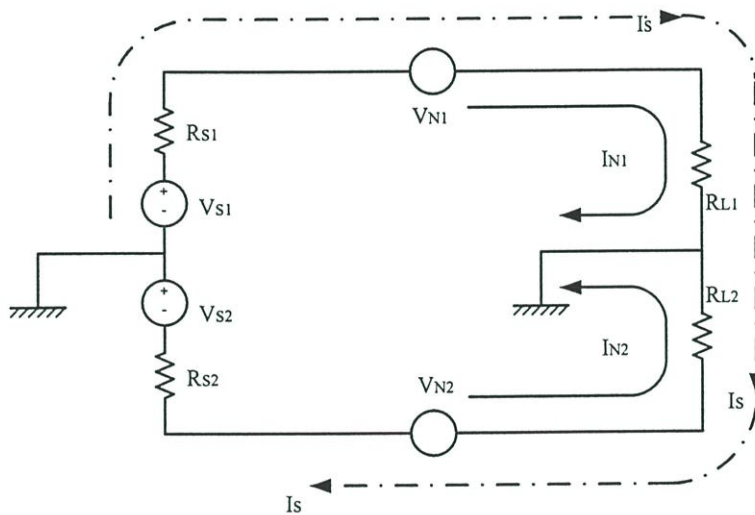 Is
VN1
RS1
IN1
+
-
VS1
RL1
+
-
VS2
RL2
IN2
RS2
VN2
Is
Is